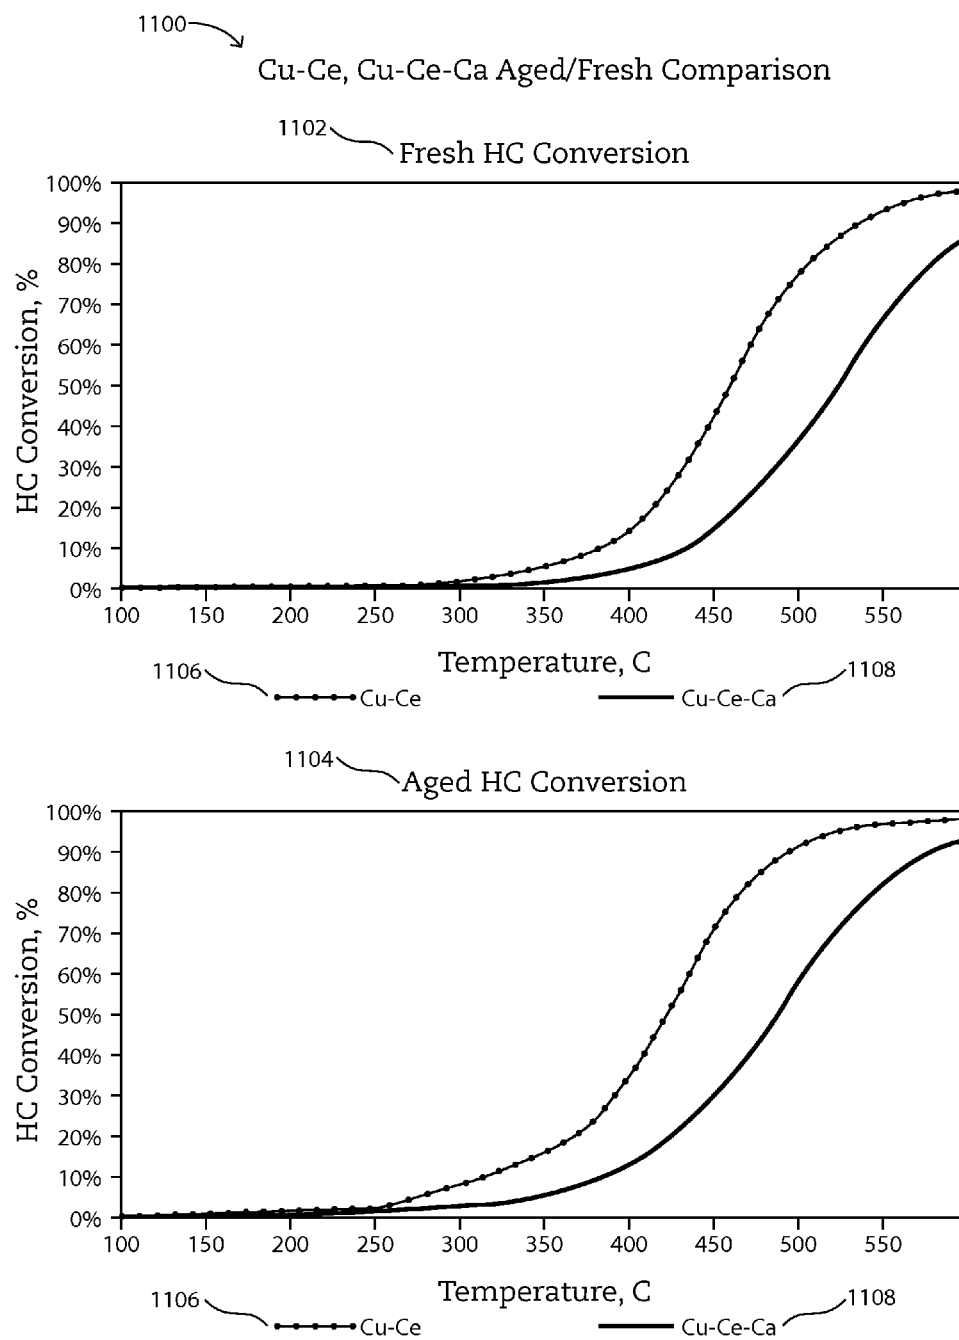 1100
Cu-Ce, Cu-Ce-Ca Aged/Fresh Comparison
1102
Fresh HC Conversion
HC Conversion, %
100%
90%
80%
70%
60%
50%
40%
30%
20%
10%
0%
100 150 200 250 300 350 400 450 500 550
Temperature, C
1106 Cu-Ce Cu-Ce-Ca 1108
1104
Aged HC Conversion
HC Conversion, %
100%
90%
80%
70%
60%
50%
40%
30%
20%
10%
0%
100 150 200 250 300 350 400 450 500 550
Temperature, C
1106 Cu-Ce Cu-Ce-Ca 1108